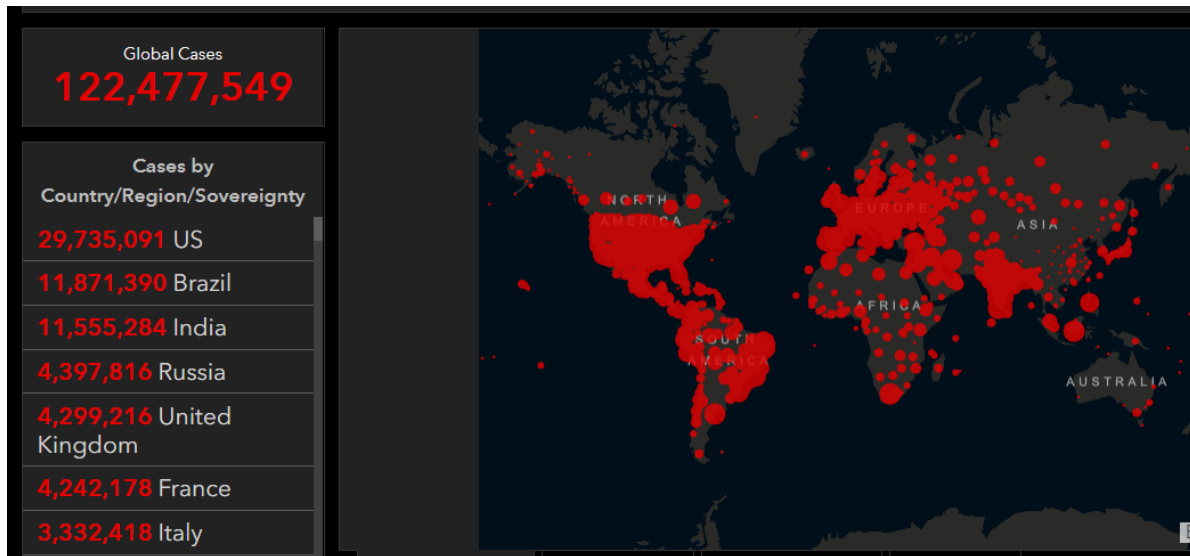 Global Cases
122,477,549
Cases by
Country/Region/Sovereignty
29,735,091 US
11,871,390 Brazil
11,555,284 India
4,397,816 Russia
4,299,216 United
Kingdom
4,242,178 France
3,332,418 Italy
NORTH
AMERICA
EUROPE
ASIA
AFRICA
SOUTH
AMERICA
AUSTRALIA